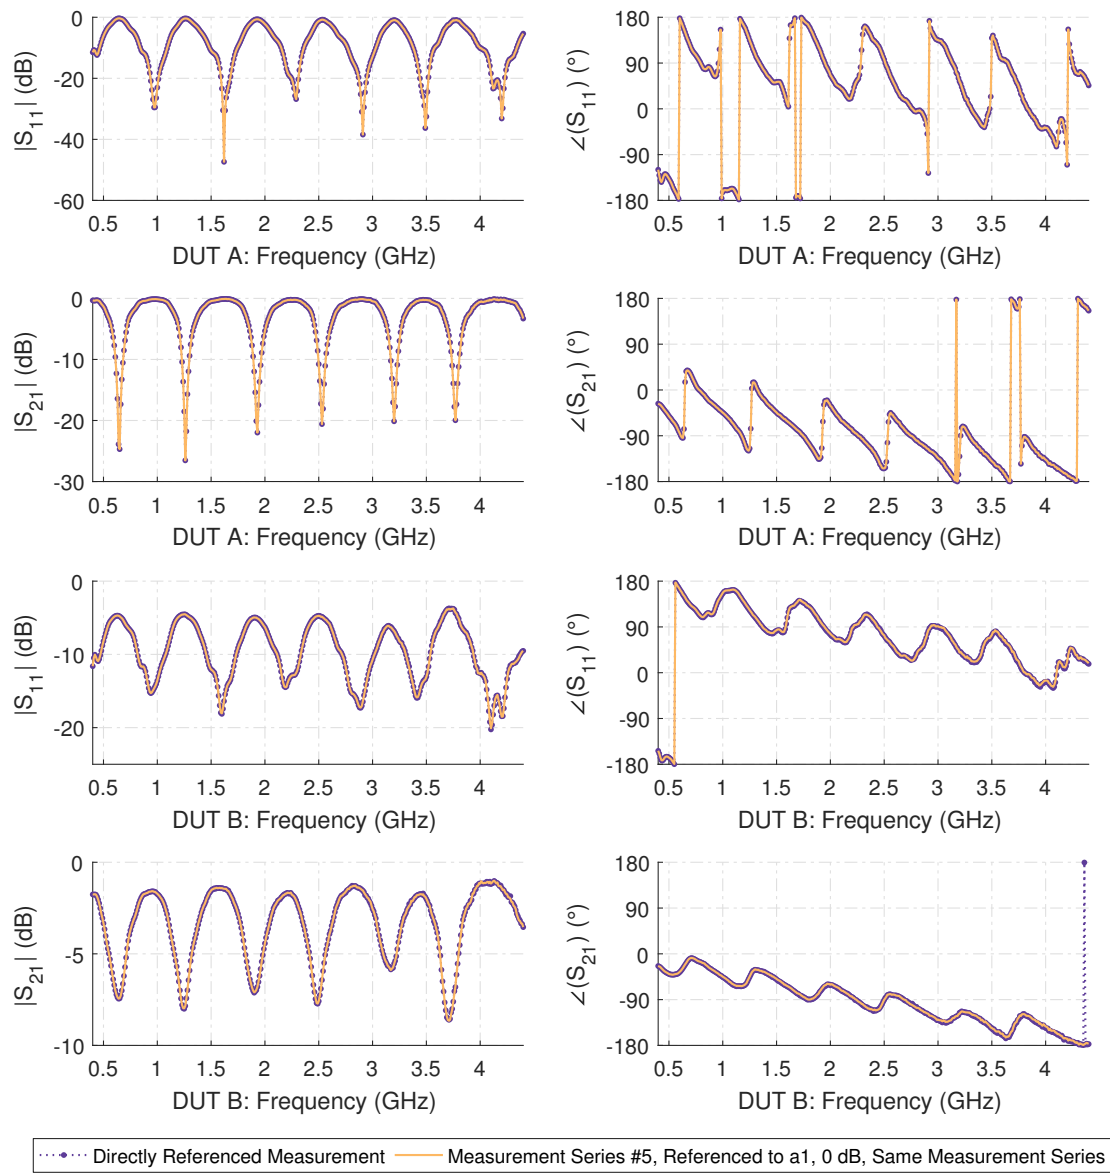 |S11| (dB)
0
-20
-40
-60
0.5 1 1.5 2 2.5 3 3.5 4
DUT A: Frequency (GHz)
∠(S11) (°)
180
90
0
-90
-180
0.5 1 1.5 2 2.5 3 3.5 4
DUT A: Frequency (GHz)
|S21| (dB)
0
-10
-20
-30
0.5 1 1.5 2 2.5 3 3.5 4
DUT A: Frequency (GHz)
∠(S21) (°)
180
90
0
-90
-180
0.5 1 1.5 2 2.5 3 3.5 4
DUT A: Frequency (GHz)
|S11| (dB)
0
-10
-20
0.5 1 1.5 2 2.5 3 3.5 4
DUT B: Frequency (GHz)
∠(S11) (°)
180
90
0
-90
-180
0.5 1 1.5 2 2.5 3 3.5 4
DUT B: Frequency (GHz)
|S21| (dB)
0
-5
-10
0.5 1 1.5 2 2.5 3 3.5 4
DUT B: Frequency (GHz)
∠(S21) (°)
180
90
0
-90
-180
0.5 1 1.5 2 2.5 3 3.5 4
DUT B: Frequency (GHz)
Directly Referenced Measurement Measurement Series #5, Referenced to a1, 0 dB, Same Measurement Series